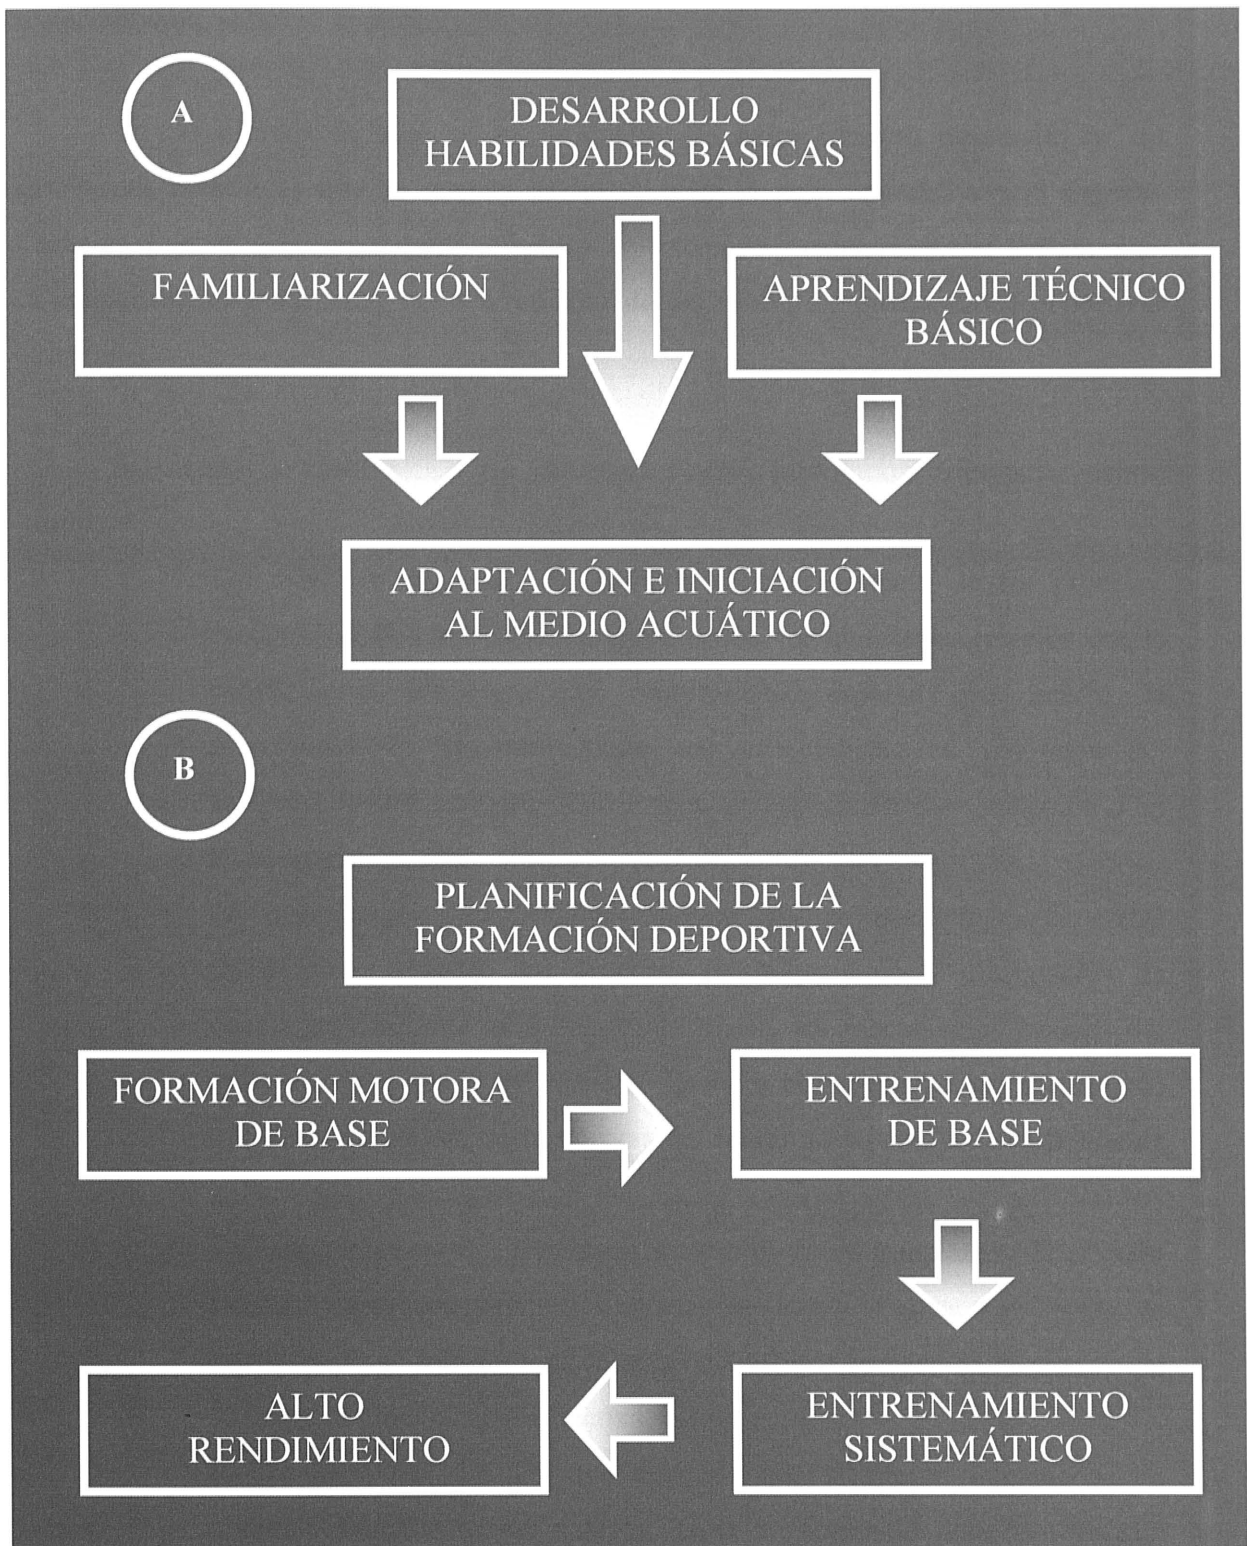 A
DESARROLLO
HABILIDADES BÁSICAS
FAMILIARIZACIÓN
APRENDIZAJE TÉCNICO
BÁSICO
ADAPTACIÓN E INICIACIÓN
AL MEDIO ACUÁTICO
B
PLANIFICACIÓN DE LA
FORMACIÓN DEPORTIVA
FORMACIÓN MOTORA
DE BASE
ENTRENAMIENTO
DE BASE
ALTO
RENDIMIENTO
ENTRENAMIENTO
SISTEMÁTICO